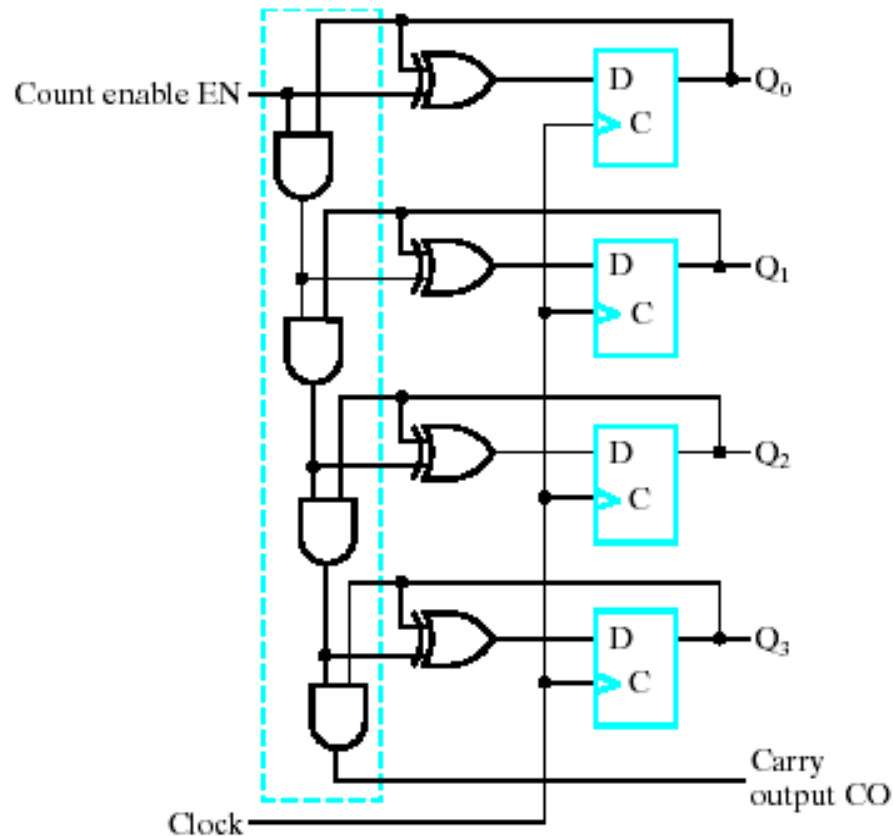 Count enable EN
D
C
Q0
D
C
Q1
D
C
Q2
D
C
Q3
Carry
output CO
Clock